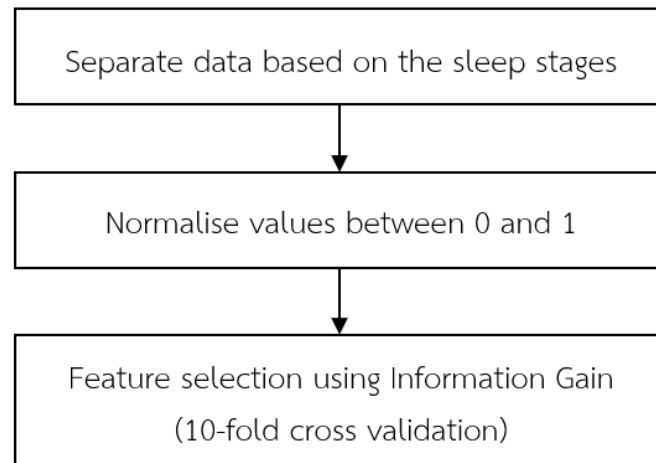 Separate data based on the sleep stages
Normalise values between 0 and 1
Feature selection using Information Gain
(10-fold cross validation)